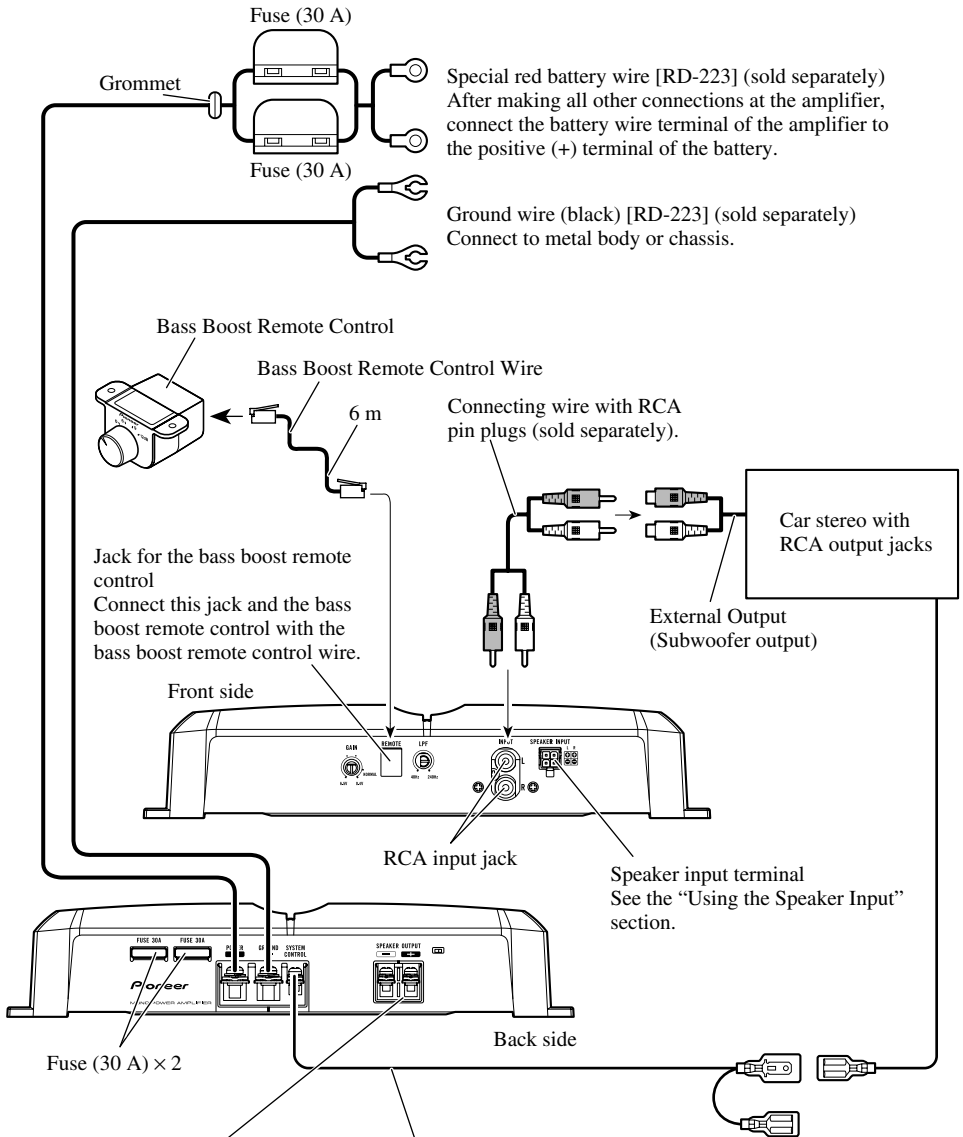 Fuse (30 A)
Grommet
Special red battery wire [RD-223] (sold separately)
After making all other connections at the amplifier,
connect the battery wire terminal of the amplifier to
the positive (+) terminal of the battery.
Fuse (30 A)
Ground wire (black) [RD-223] (sold separately)
Connect to metal body or chassis.
Bass Boost Remote Control
Bass Boost Remote Control Wire
6 m
Connecting wire with RCA
pin plugs (sold separately).
Car stereo with
RCA output jacks
Jack for the bass boost remote
control
Connect this jack and the bass
boost remote control with the
bass boost remote control wire.
External Output
(Subwoofer output)
Front side
GAIN
REMOTE
LPF
INPUT
SPEAKER INPUT
L R
NORMAL
40Hz 240Hz
L
R
RCA input jack
Speaker input terminal
See the “Using the Speaker Input”
section.
FUSE 30A FUSE 30A
POWER
GROUND
SYSTEM
CONTROL
SPEAKER OUTPUT
− +
Pioneer
MONO POWER AMPLIFIER
Back side
Fuse (30 A) × 2